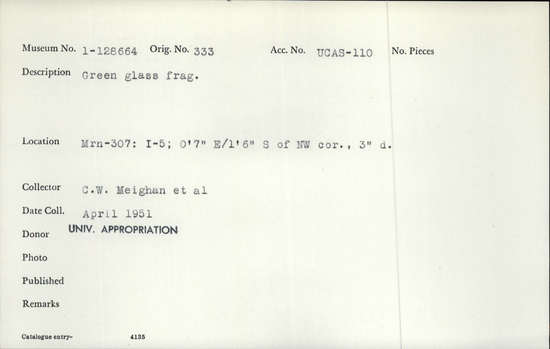 Museum No. 1-128664 Orig. No. 333 Acc. No. UCAS-110 No. Pieces
Description Green glass frag.
Location Mrn-307: I-5; 0'7" E/1'6" S of NW cor., 3" d.
Collector C.W. Meighan et al
Date Coll. April 1951
Donor UNIV. APPROPRIATION
Photo
Published
Remarks
Catalogue entry- 4135